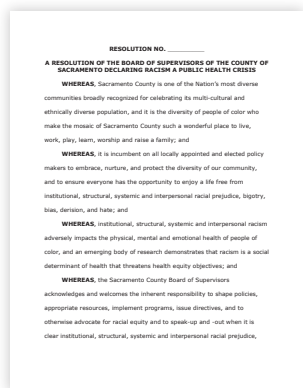 RESOLUTION NO. __________
A RESOLUTION OF THE BOARD OF SUPERVISORS OF THE COUNTY OF
SACRAMENTO DECLARING RACISM A PUBLIC HEALTH CRISIS
WHEREAS, Sacramento County is one of the Nation's most diverse
communities broadly recognized for celebrating its multi-cultural and
ethnically diverse population, and it is the diversity of people of color who
make the mosaic of Sacramento County such a wonderful place to live,
work, play, learn, worship and raise a family; and
WHEREAS, it is incumbent on all locally appointed and elected policy
makers to embrace, nurture, and protect the diversity of our community,
and to ensure everyone has the opportunity to enjoy a life free from
institutional, structural, systemic and interpersonal racial prejudice, bigotry,
bias, derision, and hate; and
WHEREAS, institutional, structural, systemic and interpersonal racism
adversely impacts the physical, mental and emotional health of people of
color, and an emerging body of research demonstrates that racism is a social
determinant of health that threatens health equity objectives; and
WHEREAS, the Sacramento County Board of Supervisors
acknowledges and welcomes the inherent responsibility to shape policies,
appropriate resources, implement programs, issue directives, and to
otherwise advocate for racial equity and to speak-up and -out when it is
clear institutional, structural, systemic and interpersonal racial prejudice,